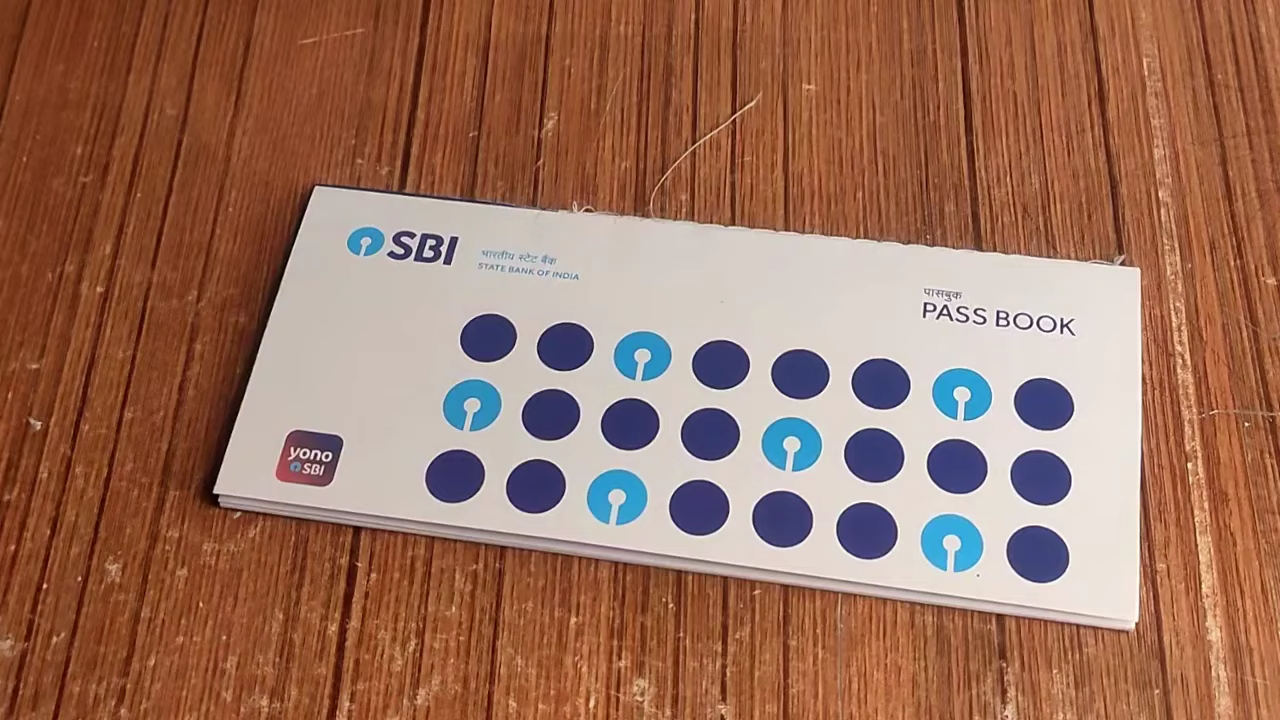 SBI
भारतीय स्टेट बैंक
STATE BANK OF INDIA
पासबुक
PASS BOOK
yono
SBI